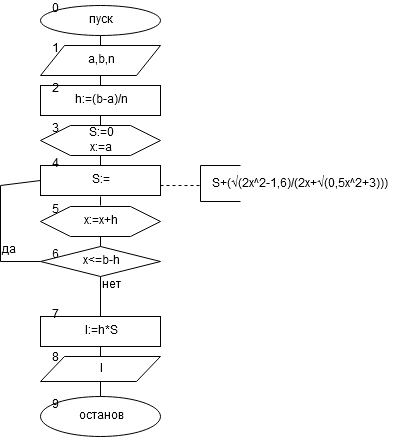 0
пуск
1
a,b,n
2
h:=(b-a)/n
3
S:=0
x:=a
4
S:=
S+(√(2x^2-1,6)/(2x+√(0,5x^2+3)))
5
x:=x+h
да
6
x<=b-h
нет
7
I:=h*S
8
I
9
останов